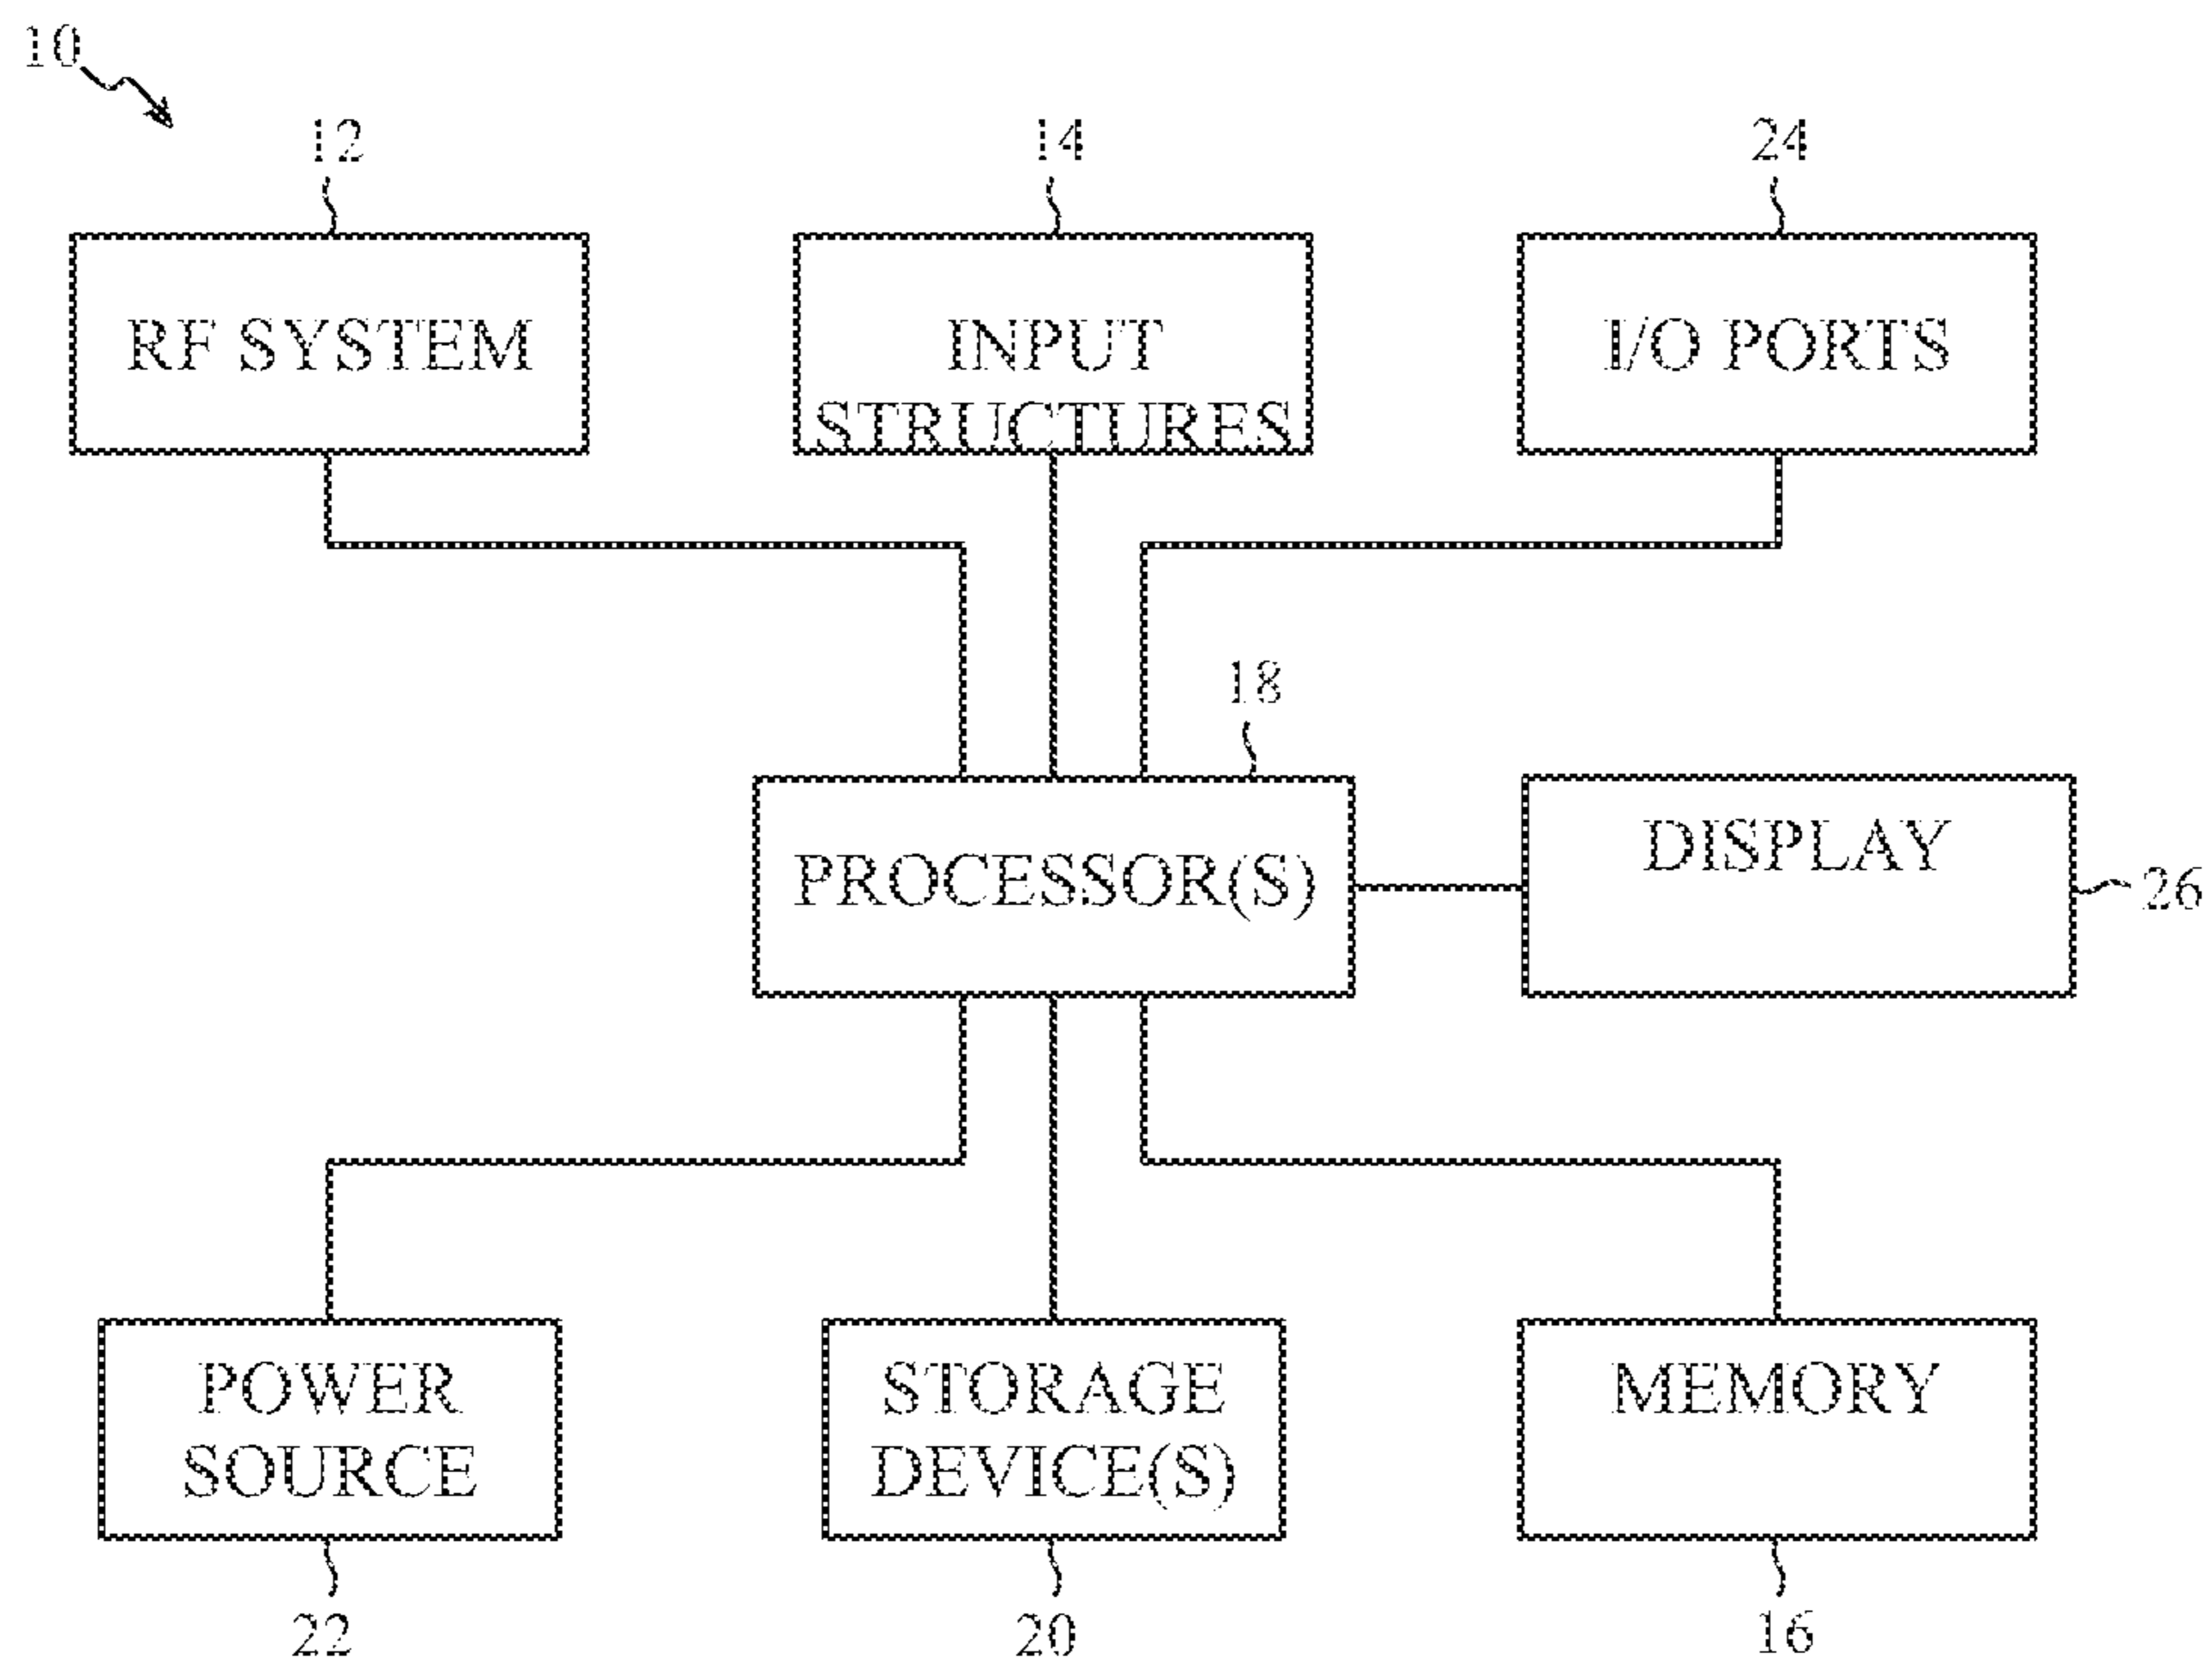 10
12
14
24
RF SYSTEM
INPUT
STRUCTURES
I/O PORTS
18
PROCESSOR(S)
DISPLAY
26
POWER
SOURCE
STORAGE
DEVICE(S)
MEMORY
22
20
16